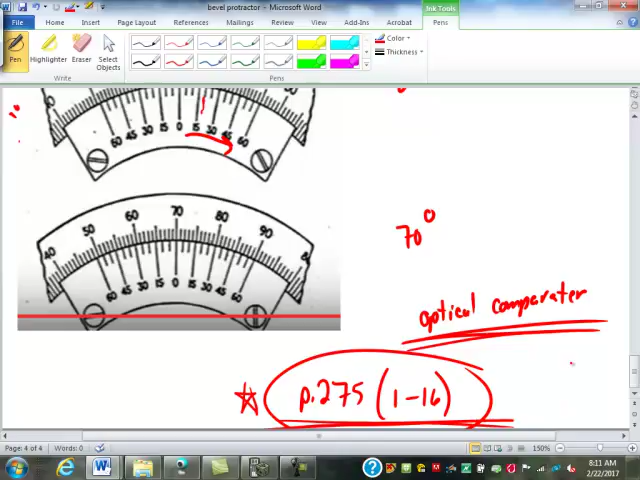 bevel protractor - Microsoft Word
Ink Tools
File Home Insert Page Layout References Mailings Review View Add-Ins Acrobat Pens
Pen Highlighter Eraser Select Objects
Color
Thickness
Write Pens
1°
60 45 30 15 0 15 30 45 60
70°
40 50 60 70 80 90 80
60 45 30 15 0 15 30 45 60
optical comparater
p.275 (1-16)
Page: 4 of 4 Words: 0 150%
8:11 AM
2/22/2017